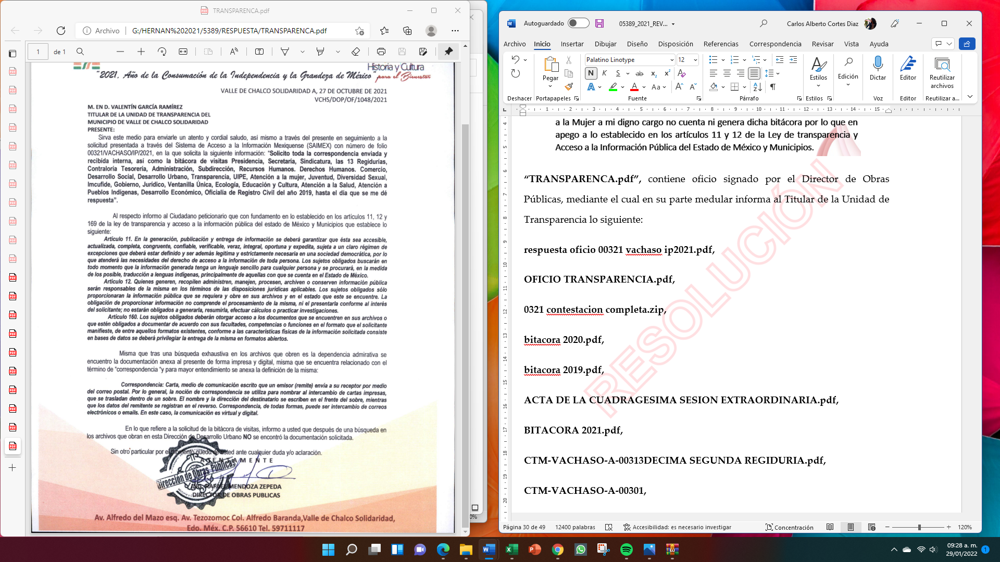 TRANSPARENCA.pdf
Archivo
G:/HERNAN%202021/5389/RESPUESTA/TRANSPARENCA.pdf
1 de 1
Historia y Cultura
para el Bienestar
"2021. Año de la Consumación de la Independencia y la Grandeza de México"
VALLE DE CHALCO SOLIDARIDAD A, 27 DE OCTUBRE DE 2021
VCHS/DOP/OF/1048/2021
M. EN D. VALENTÍN GARCÍA RAMÍREZ
TITULAR DE LA UNIDAD DE TRANSPARENCIA DEL
MUNICIPIO DE VALLE DE CHALCO SOLIDARIDAD
PRESENTE:
Sirva este medio para enviarle un atento y cordial saludo, asi mismo a través del presente en seguimiento a la
solicitud presentada a través del Sistema de Acceso a la Información Mexiquense (SAIMEX) con número de folio
00321/VACHASO/IP/2021, en la que solicita la siguiente información: "Solicito toda la correspondencia enviada y
recibida interna, así como la bitácora de visitas Presidencia, Secretaría, Sindicatura, las 13 Regidurías,
Contraloría Tesorería, Administración, Subdirección, Recursos Humanos. Derechos Humanos. Comercio,
Desarrollo Social, Desarrollo Urbano, Transparencia, UIPE, Atención a la mujer, Juventud, Diversidad Sexual,
Imcufide, Gobierno, Jurídico, Ventanilla Única, Ecología, Educación y Cultura, Atención a la Salud, Atención a
Pueblos Indígenas, Desarrollo Económico, Oficialía de Registro Civil del año 2019, hasta el día que se me dé
respuesta".
Al respecto informo al Ciudadano peticionario que con fundamento en lo establecido en los artículos 11, 12 y
169 de la ley de transparencia y acceso a la información pública del estado de México y Municipios que establece lo
siguiente:
Artículo 11. En la generación, publicación y entrega de información se deberá garantizar que ésta sea accesible,
actualizada, completa, congruente, confiable, verificable, veraz, integral, oportuna y expedita, sujeta a un claro régimen de
excepciones que deberá estar definido y ser además legítima y estrictamente necesaria en una sociedad democrática, por lo
que atenderá las necesidades del derecho de acceso a la información de toda persona. Los sujetos obligados buscarán en
todo momento que la información generada tenga un lenguaje sencillo para cualquier persona y se procurará, en la medida
de los posible, traducción a lenguas indígenas, principalmente de aquellas con que se cuenta en el Estado de México.
Artículo 12. Quienes generen, recopilen administren, manejen, procesen, archiven o conserven información pública
serán responsables de la misma en los términos de las disposiciones jurídicas aplicables. Los sujetos obligados sólo
proporcionaran la información pública que se requiera y obre en sus archivos y en el estado que este se encuentre. La
obligación de proporcionar información no comprende el procesamiento de la misma, ni el presentarla conforme al interés
del solicitante; no estarán obligados a generarla, resumirla, efectuar cálculos o practicar investigaciones.
Artículo 160. Los sujetos obligados deberán otorgar acceso a los documentos que se encuentren en sus archivos o
que estén obligados a documentar de acuerdo con sus facultades, competencias o funciones en el formato que el solicitante
manifieste, de entre aquellos formatos existentes, conforme a las características físicas de la información solicitada consiste
en bases de datos se deberá privilegiar la entrega de la misma en formatos abiertos.
Misma que tras una búsqueda exhaustiva en los archivos que obren es la dependencia admirativa se
encuentro la documentación anexa al presente de forma impresa y digital, misma que se encuentra relacionado con el
término de "correspondencia "y para mayor entendimiento se anexa la definición de la misma:
Correspondencia: Carta, medio de comunicación escrito que un emisor (remite) envía a su receptor por medio
del correo postal. Por lo general, la noción de correspondencia se utiliza para nombrar al intercambio de cartas impresas,
que se trasladan dentro de un sobre. El nombre y la dirección del destinatario se escriben en el frente del sobre, mientras
que los datos del remitente se registran en el reverso. Correspondencia, de todas formas, puede ser intercambio de correos
electrónicos o emails. En este caso, la comunicación es virtual y digital.
En lo que refiere a la solicitud de la bitácora de visitas, informo a usted que después de una búsqueda en
los archivos que obran en esta Dirección de Desarrollo Urbano NO se encontró la documentación solicitada.
Sin otro particular por el momento quedo de usted ante cualquier duda y/o aclaración.
A T E N T A M E N T E
Dirección de Obras Públicas
ING. RAFAEL MENDOZA ZEPEDA
DIRECTOR DE OBRAS PUBLICAS
Av. Alfredo del Mazo esq. Av. Tezozomoc Col. Alfredo Baranda,Valle de Chalco Solidaridad,
Edo. Méx. C.P. 56610 Tel. 59711117
0%
Autoguardado
05389_2021_REV...
Carlos Alberto Cortes Diaz
Archivo Inicio Insertar Dibujar Diseño Disposición Referencias Correspondencia Revisar Vista Ayuda
Palatino Linotype 12
Pegar
N K S ab x₂ x²
Estilos Edición Dictar Editor Reutilizar archivos
Deshacer Portapapeles Fuente Párrafo Estilos Voz Editor Reutilizar a...
1 2 3 4 5 6 7 8 9 10 11 12 13 14 15
4 5 6 7 8 9 10 11 12 13 14 15 16 17 18 19 20
a la Mujer a mi digno cargo no cuenta ni genera dicha bitácora por lo que en
apego a lo establecido en los artículos 11 y 12 de la Ley de transparencia y
Acceso a la Información Pública del Estado de México y Municipios.
"TRANSPARENCA.pdf", contiene oficio signado por el Director de Obras
Públicas, mediante el cual en su parte medular informa al Titular de la Unidad de
Transparencia lo siguiente:
respuesta oficio 00321 vachaso ip2021.pdf,
OFICIO TRANSPARENCIA.pdf,
0321 contestacion completa.zip,
bitacora 2020.pdf,
bitacora 2019.pdf,
ACTA DE LA CUADRAGESIMA SESION EXTRAORDINARIA.pdf,
BITACORA 2021.pdf,
CTM-VACHASO-A-00313DECIMA SEGUNDA REGIDURIA.pdf,
CTM-VACHASO-A-00301,
RESOLUCIÓN
Página 30 de 49 12400 palabras Accesibilidad: es necesario investigar Concentración 120%
09:28 a. m.
29/01/2022
1